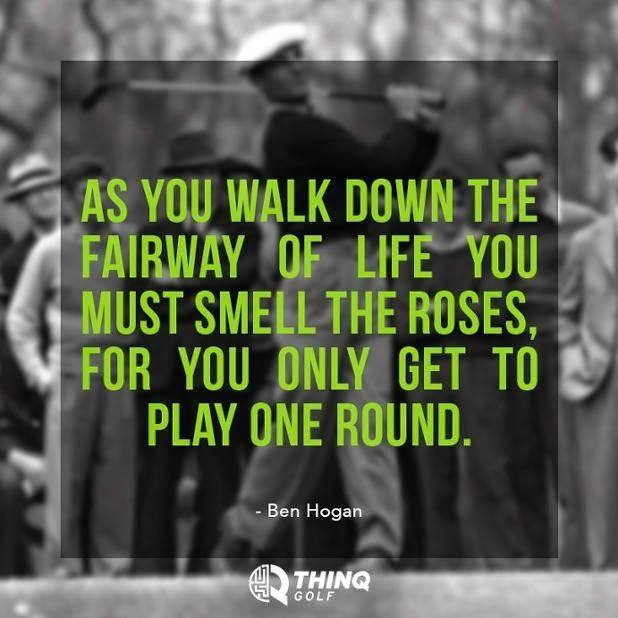 AS YOU WALK DOWN THE
FAIRWAY OF LIFE YOU
MUST SMELL THE ROSES,
FOR YOU ONLY GET TO
PLAY ONE ROUND.
- Ben Hogan
THINQ
GOLF